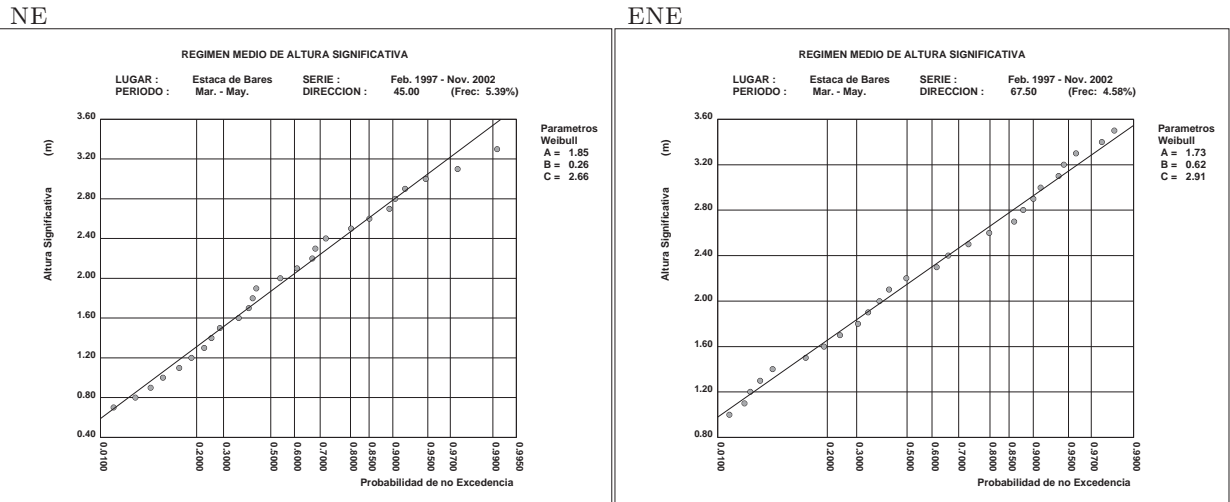 NE
REGIMEN MEDIO DE ALTURA SIGNIFICATIVA
LUGAR : Estaca de Bares SERIE : Feb. 1997 - Nov. 2002
PERIODO : Mar. - May. DIRECCION : 45.00 (Frec: 5.39%)
Parametros
Weibull
A = 1.85
B = 0.26
C = 2.66
Altura Significativa (m)
3.60
3.20
2.80
2.40
2.00
1.60
1.20
0.80
0.40
0.0100 0.2000 0.3000 0.5000 0.6000 0.7000 0.8000 0.8500 0.9000 0.9500 0.9700 0.9900 0.9950
Probabilidad de no Excedencia
ENE
REGIMEN MEDIO DE ALTURA SIGNIFICATIVA
LUGAR : Estaca de Bares SERIE : Feb. 1997 - Nov. 2002
PERIODO : Mar. - May. DIRECCION : 67.50 (Frec: 4.58%)
Parametros
Weibull
A = 1.73
B = 0.62
C = 2.91
Altura Significativa (m)
3.60
3.20
2.80
2.40
2.00
1.60
1.20
0.80
0.0100 0.2000 0.3000 0.5000 0.6000 0.7000 0.8000 0.8500 0.9000 0.9500 0.9700 0.9900
Probabilidad de no Excedencia